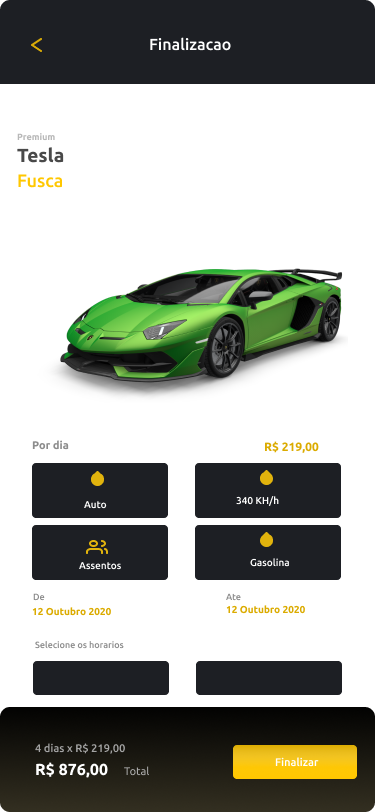 Finalizacao
Premium
Tesla
Fusca
Por dia
R$ 219,00
Auto
340 KH/h
Assentos
Gasolina
De
Ate
12 Outubro 2020
12 Outubro 2020
Selecione os horarios
4 dias x R$ 219,00
R$ 876,00 Total
Finalizar